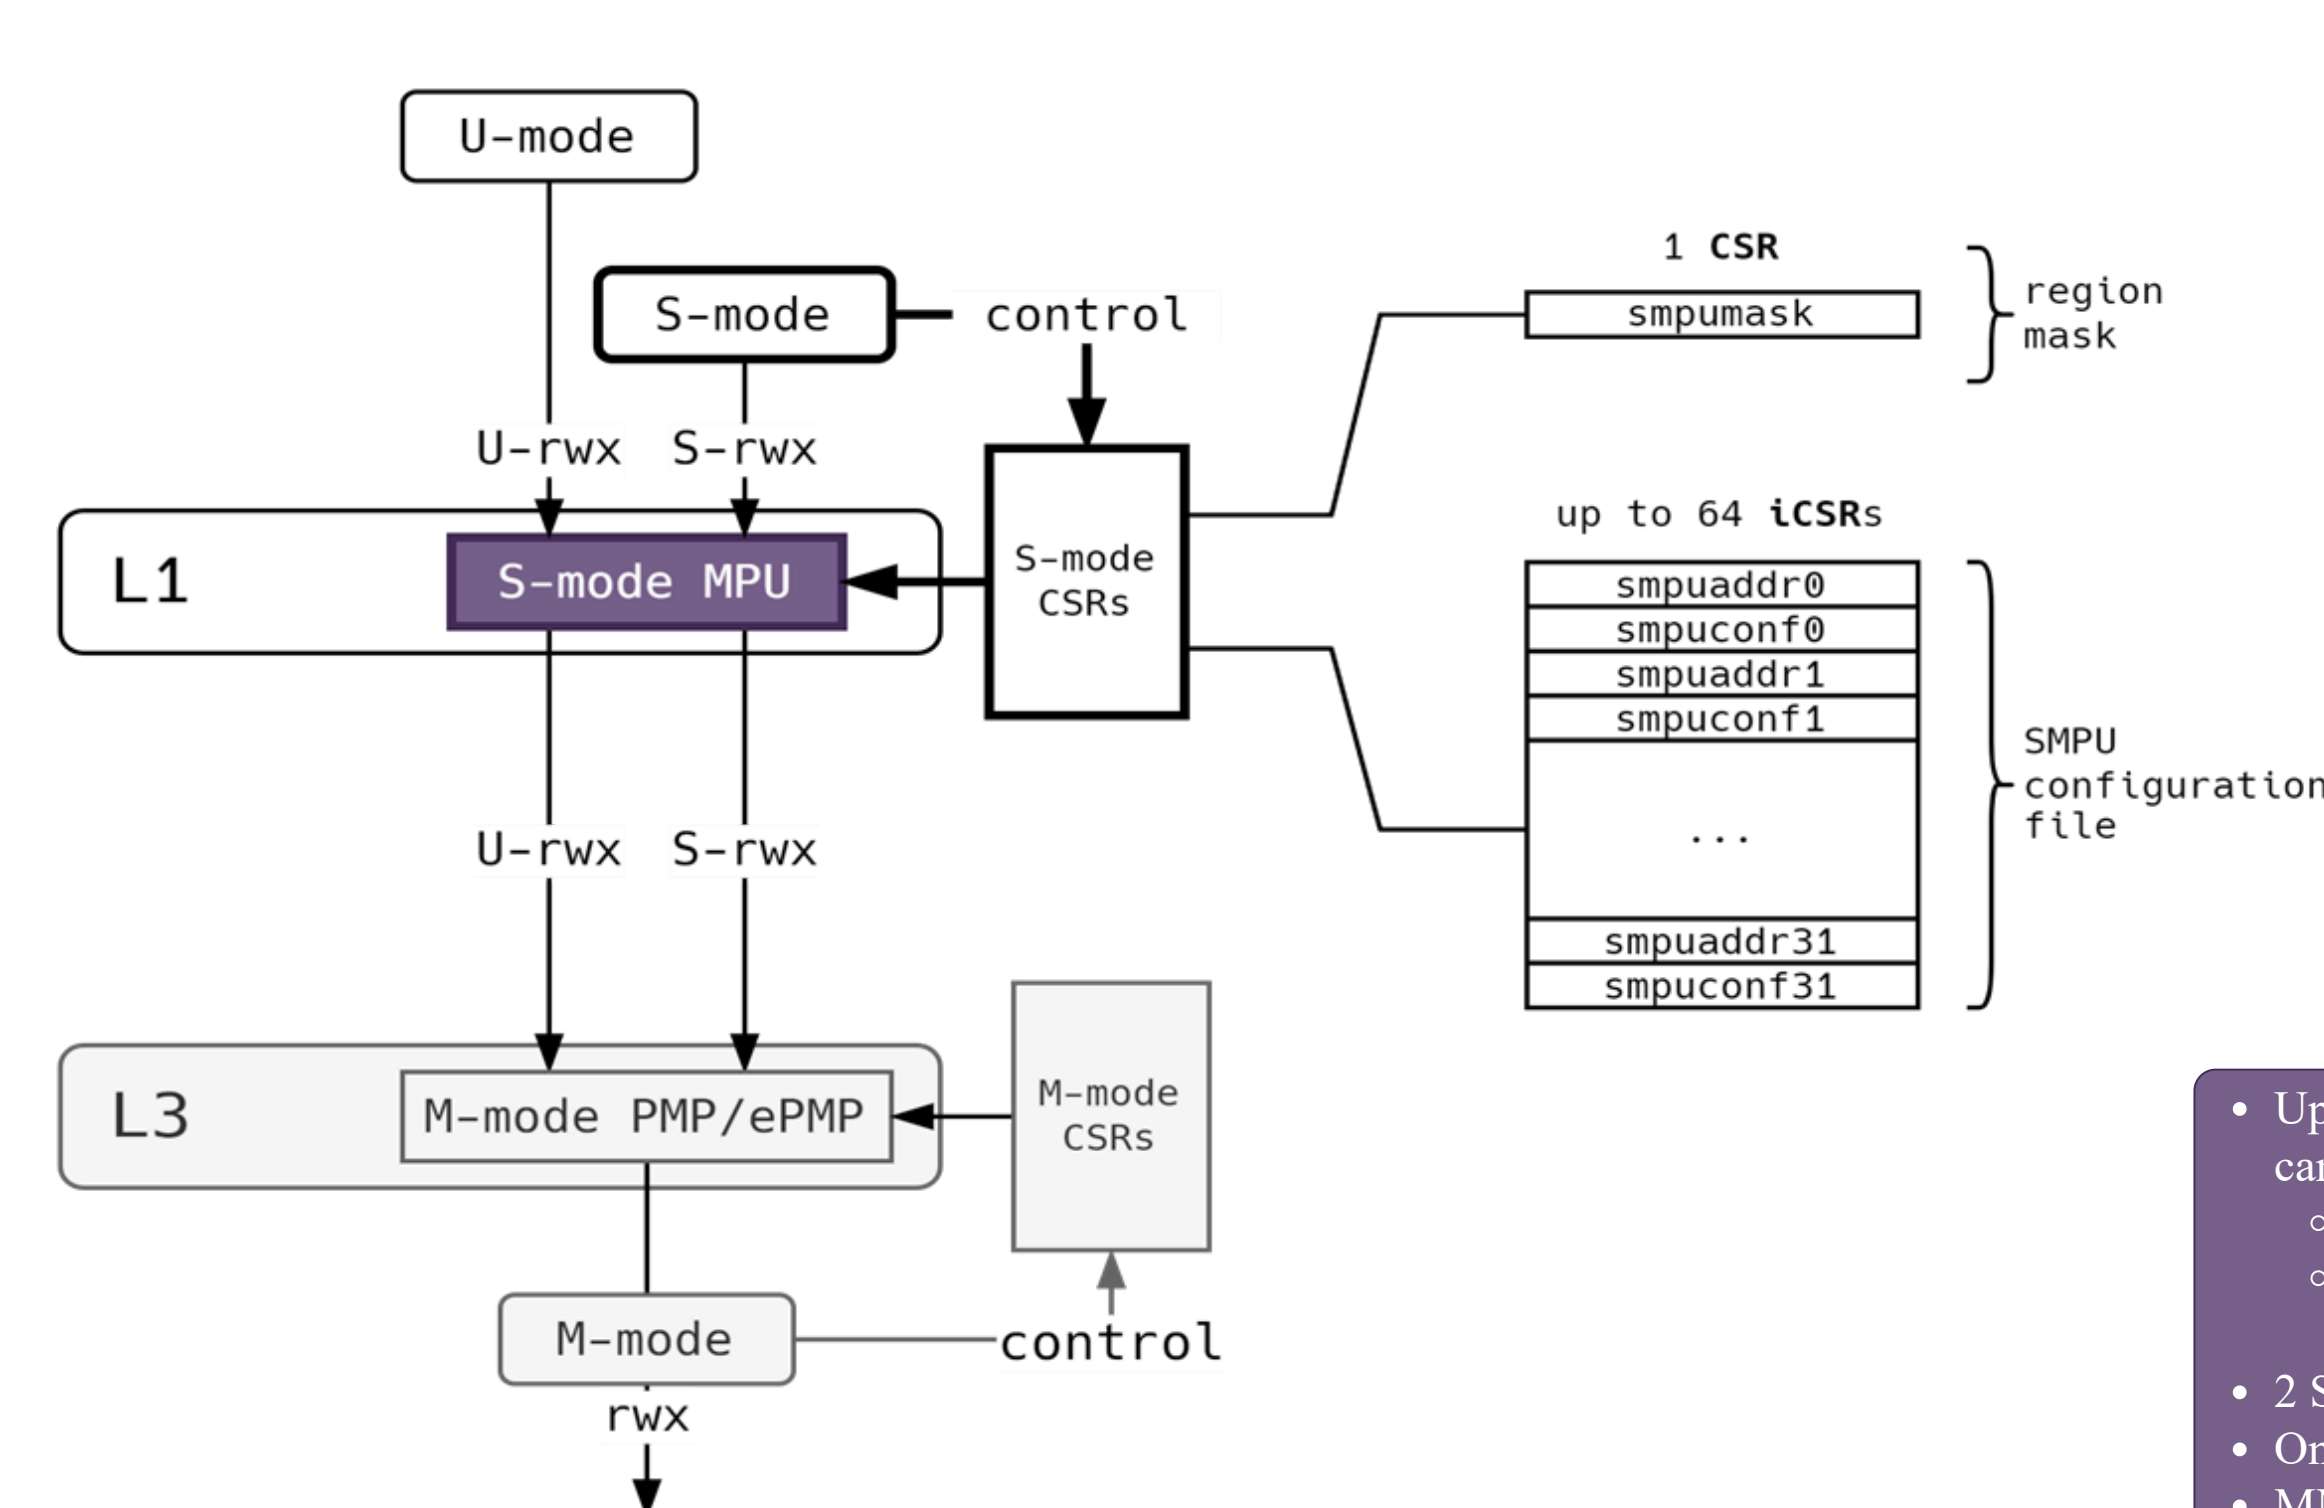 U-mode
S-mode
control
U-rwx
S-rwx
L1
S-mode MPU
S-mode
CSRs
1 CSR
smpumask
region
mask
up to 64 iCSRs
smpuaddr0
smpuconf0
smpuaddr1
smpuconf1
...
smpuaddr31
smpuconf31
SMPU
configuration
file
U-rwx
S-rwx
L3
M-mode PMP/ePMP
M-mode
CSRs
M-mode
control
rwx
2